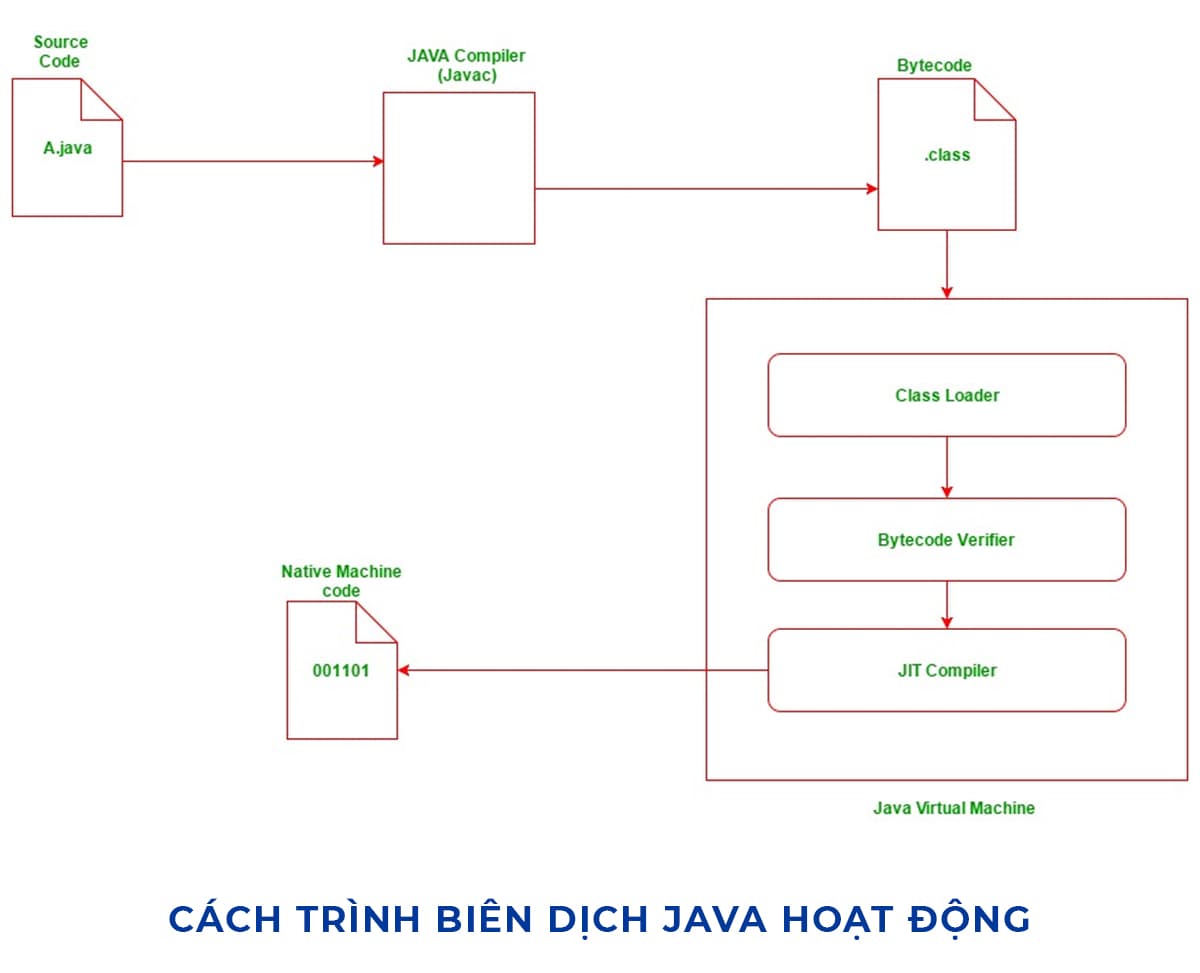 Source
Code
A.java
JAVA Compiler
(Javac)
Bytecode
.class
Class Loader
Bytecode Verifier
JIT Compiler
Native Machine
code
001101
Java Virtual Machine
CÁCH TRÌNH BIÊN DỊCH JAVA HOẠT ĐỘNG